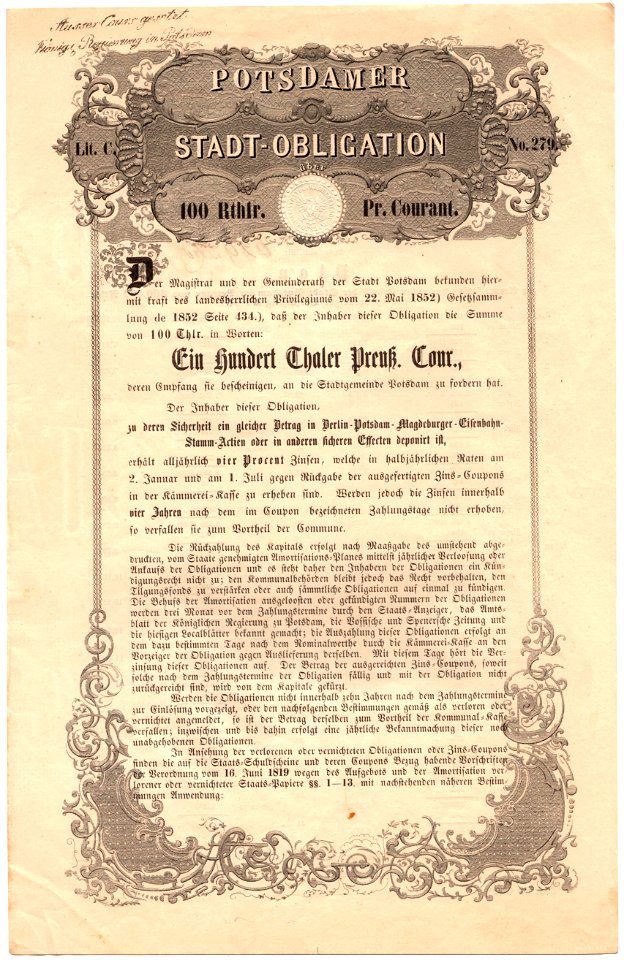 Ausser Cours gesetzt.
Königl. Regierung in Potsdam
POTSDAMER
STADT-OBLIGATION
über
Lit. C.
No. 279.
100 Rthlr.
Pr. Courant.
Der Magistrat und der Gemeinderath der Stadt Potsdam bekunden hier-
mit kraft des landesherrlichen Privilegiums vom 22. Mai 1852) Gesetzsamm-
lung de 1852 Seite 434.), daß der Inhaber dieser Obligation die Summe
von 100 Thlr. in Worten:
Ein Hundert Thaler Preuß. Cour.,
deren Empfang sie bescheinigen, an die Stadtgemeinde Potsdam zu fordern hat.
Der Inhaber dieser Obligation,
zu deren Sicherheit ein gleicher Betrag in Berlin-Potsdam-Magdeburger-Eisenbahn-
Stamm-Actien oder in anderen sicheren Effecten deponirt ist,
erhält alljährlich vier Procent Zinsen, welche in halbjährlichen Raten am
2. Januar und am 1. Juli gegen Rückgabe der ausgefertigten Zins-Coupons
in der Kämmerei-Kasse zu erheben sind. Werden jedoch die Zinsen innerhalb
vier Jahren nach dem im Coupon bezeichneten Zahlungstage nicht erhoben,
so verfallen sie zum Vortheil der Commune.
Die Rückzahlung des Kapitals erfolgt nach Maaßgabe des umstehend abge-
druckten, vom Staate genehmigten Amortisations-Planes mittelst jährlicher Verloosung oder
Ankaufs der Obligationen und es steht daher den Inhabern der Obligationen ein Kün-
digungsrecht nicht zu; den Kommunalbehörden bleibt jedoch das Recht vorbehalten, den
Tilgungsfonds zu verstärken oder auch sämmtliche Obligationen auf einmal zu kündigen.
Die Behufs der Amortisation ausgeloosten oder gekündigten Nummern der Obligationen
werden drei Monat vor den Zahlungstermine durch den Staats-Anzeiger, das Amts-
blatt der Königlichen Regierung zu Potsdam, die Vossische und Spenersche Zeitung und
die hiesigen Localblätter bekannt gemacht; die Auszahlung dieser Obligationen erfolgt an
dem dazu bestimmten Tage nach dem Nominalwerthe durch die Kämmerei-Kasse an den
Vorzeiger der Obligation gegen Auslieferung derselben. Mit diesem Tage hört die Ver-
zinsung dieser Obligationen auf. Der Betrag der ausgereichten Zins-Coupons, soweit
solche nach dem Zahlungstermine der Obligation fällig und mit der Obligation nicht
zurückgereicht sind, wird von dem Kapitale gekürzt.
Werden die Obligationen nicht innerhalb zehn Jahren nach dem Zahlungstermine
zur Einlösung vorgezeigt, oder den nachfolgenden Bestimmungen gemäß als verloren oder
vernichtet angemeldet, so ist der Betrag derselben zum Vortheil der Kommunal-Kasse
verfallen; inzwischen und bis dahin erfolgt eine jährliche Bekanntmachung dieser noch
unabgehobenen Obligationen.
In Ansehung der verlorenen oder vernichteten Obligationen oder Zins-Coupons
finden die auf die Staats-Schuldscheine und deren Coupons Bezug habende Vorschriften
der Verordnung vom 16. Juni 1819 wegen des Aufgebots und der Amortisation ver-
lorener oder vernichteter Staats-Papiere §§. 1—13. mit nachstehenden näheren Bestim-
mungen Anwendung: